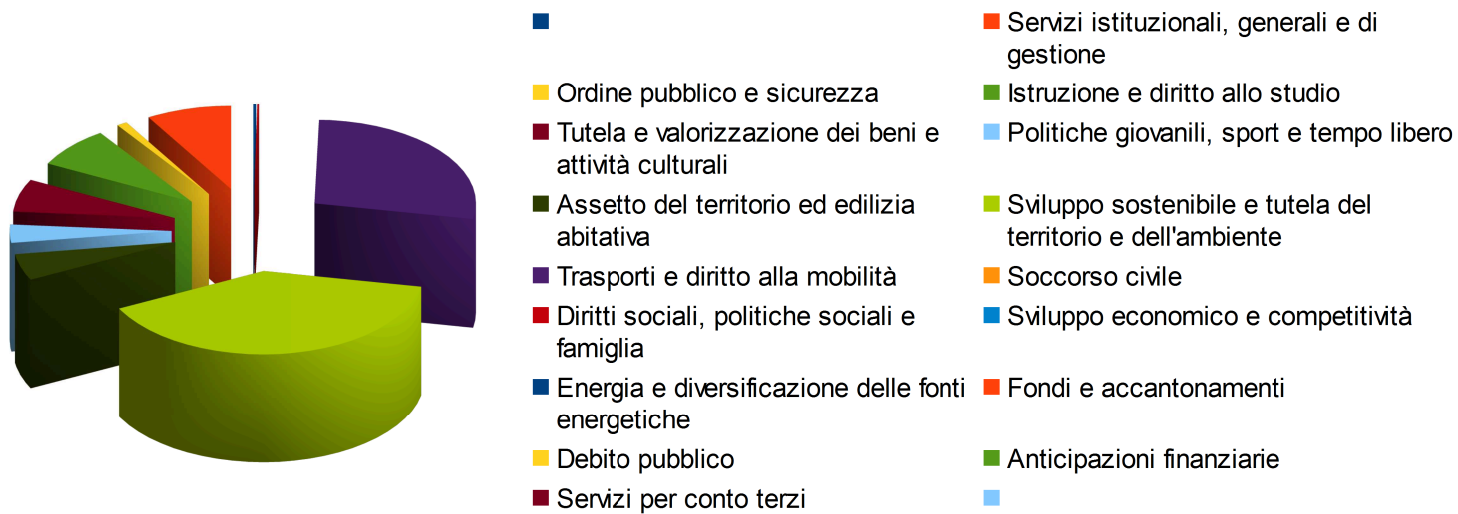 Servizi istituzionali, generali e di
gestione
Ordine pubblico e sicurezza
Istruzione e diritto allo studio
Tutela e valorizzazione dei beni e
attività culturali
Politiche giovanili, sport e tempo libero
Assetto del territorio ed edilizia
abitativa
Sviluppo sostenibile e tutela del
territorio e dell'ambiente
Trasporti e diritto alla mobilità
Soccorso civile
Diritti sociali, politiche sociali e
famiglia
Sviluppo economico e competitività
Energia e diversificazione delle fonti
energetiche
Fondi e accantonamenti
Debito pubblico
Anticipazioni finanziarie
Servizi per conto terzi